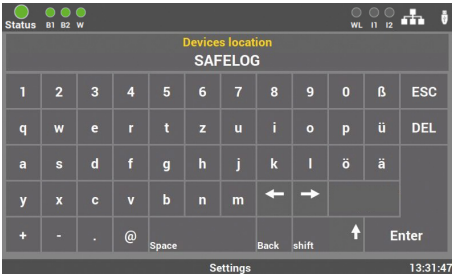 Status B1 B2 W WL I1 I2
Devices location
SAFELOG
1 2 3 4 5 6 7 8 9 0 ß ESC
q w e r t z u i o p ü DEL
a s d f g h j k l ö ä
y x c v b n m
+ - . @ Space Back shift Enter
Settings 13:31:47